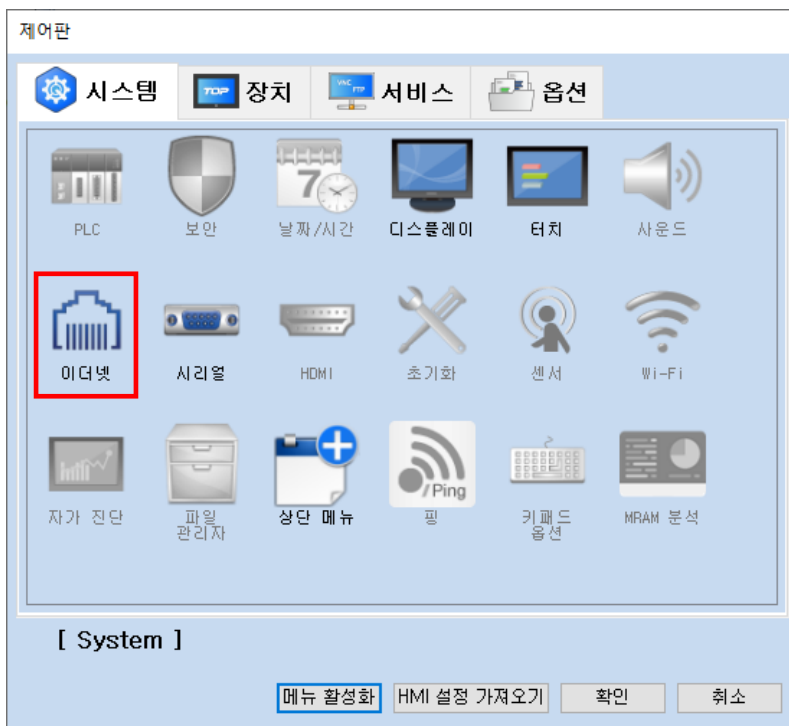 제어판
시스템 TOP 장치 VNC FTP 서비스 옵션
7
PLC 보안 날짜/시간 디스플레이 터치 사운드
이더넷 시리얼 HDMI 초기화 센서 Wi-Fi
/Ping
자가 진단 파일 관리자 상단 메뉴 핑 키패드 옵션 MRAM 분석
[ System ]
메뉴 활성화 HMI 설정 가져오기 확인 취소